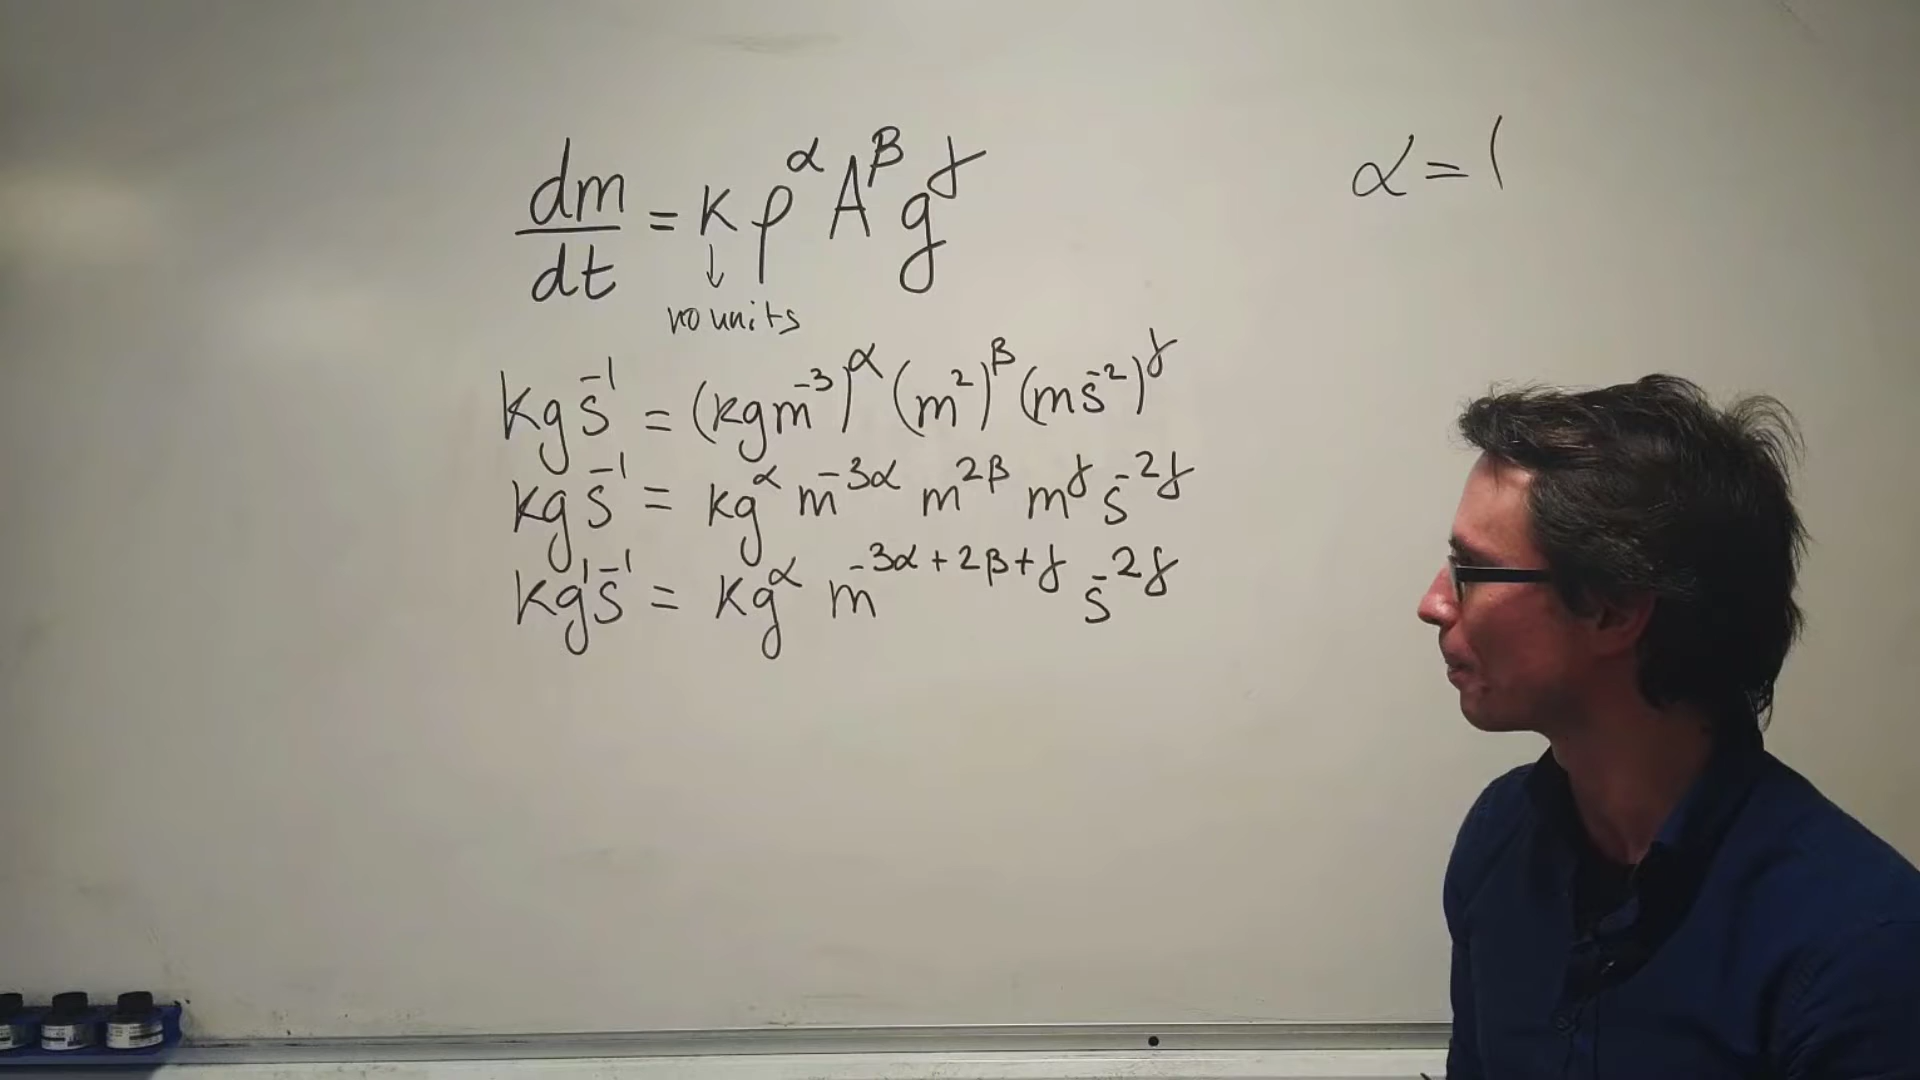 dm/dt = K ρ^α A^β g^γ
↓
no units
α = 1
kg s^-1 = (kg m^-3)^α (m^2)^β (m s^-2)^γ
kg s^-1 = kg^α m^-3α m^2β m^γ s^-2γ
kg^1 s^-1 = kg^α m^-3α+2β+γ s^-2γ